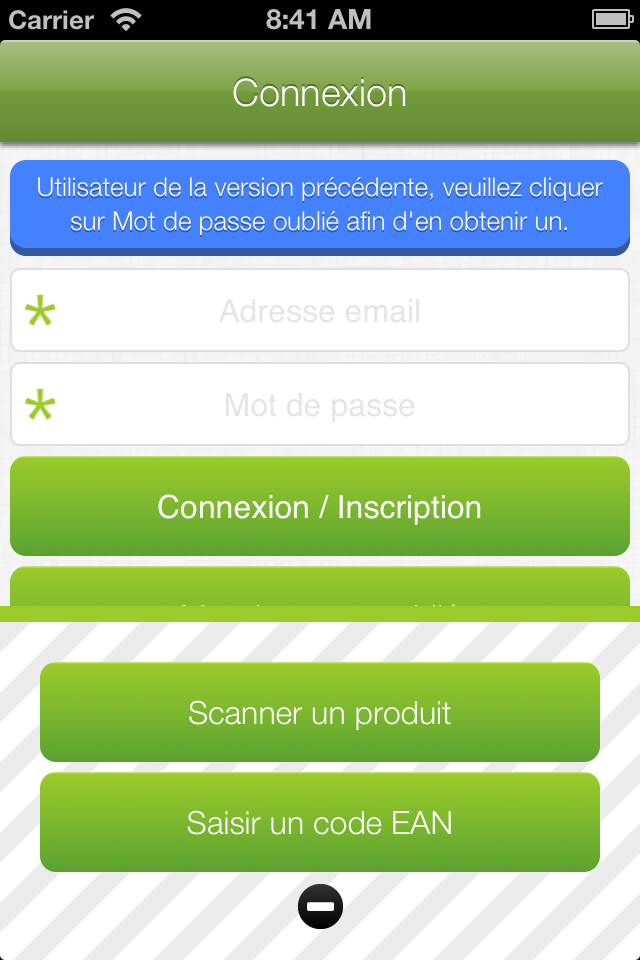 Carrier 8:41 AM
Connexion
Utilisateur de la version précédente, veuillez cliquer
sur Mot de passe oublié afin d'en obtenir un.
* Adresse email
* Mot de passe
Connexion / Inscription
Scanner un produit
Saisir un code EAN